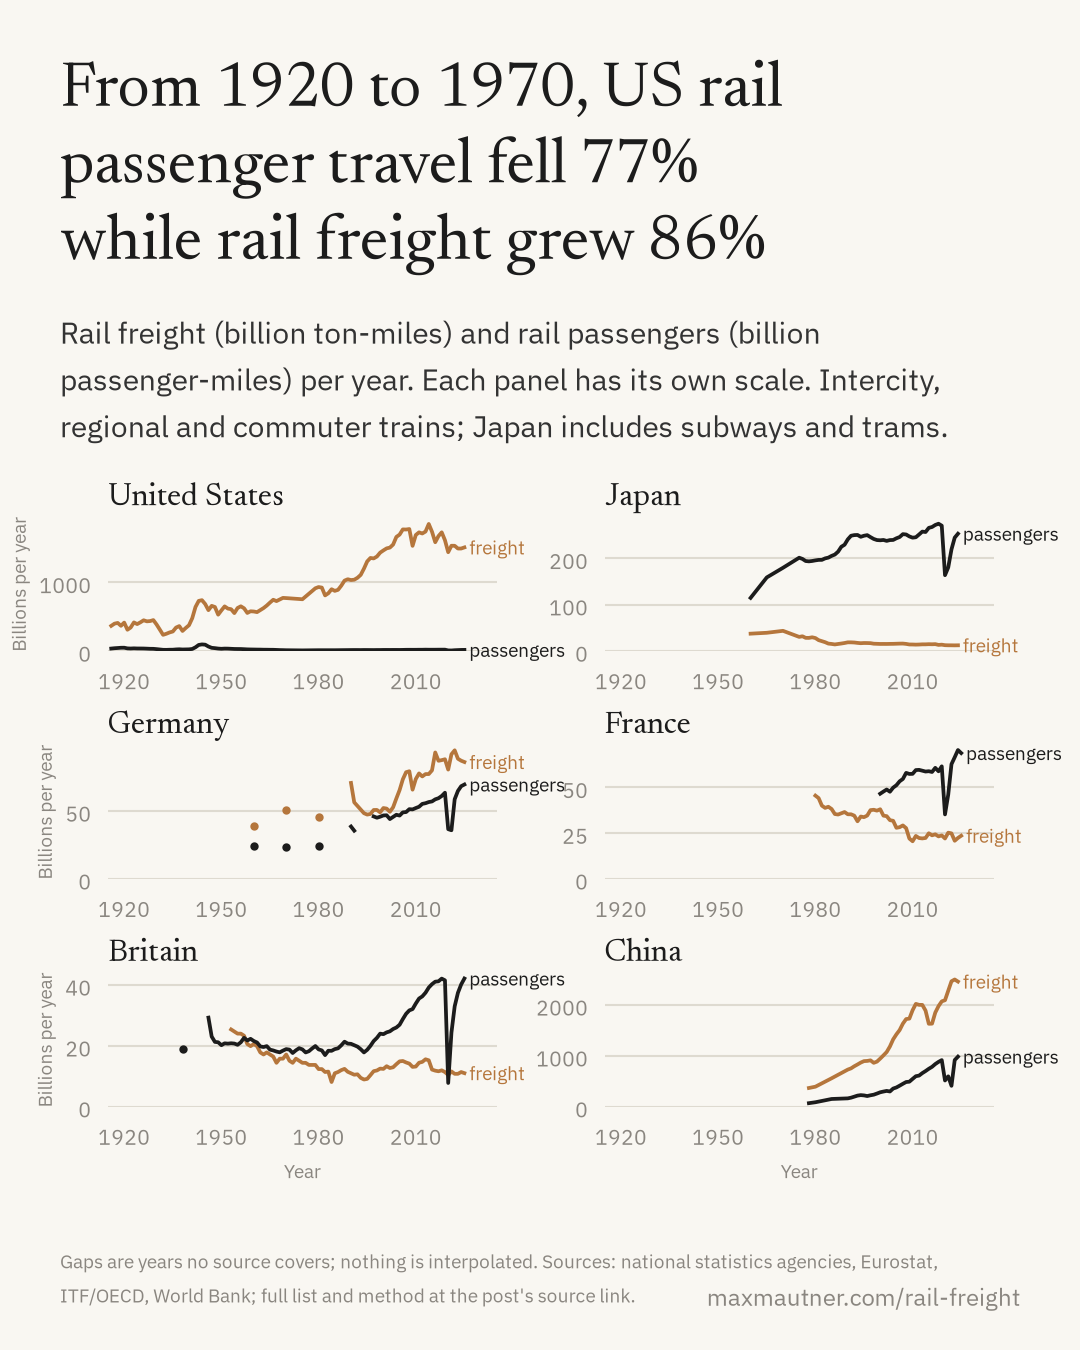 From 1920 to 1970, US rail
passenger travel fell 77%
while rail freight grew 86%
Rail freight (billion ton-miles) and rail passengers (billion
passenger-miles) per year. Each panel has its own scale. Intercity,
regional and commuter trains; Japan includes subways and trams.
United States
Billions per year
1000
0
freight
passengers
1920 1950 1980 2010
Japan
200
100
0
passengers
freight
1920 1950 1980 2010
Germany
Billions per year
50
0
freight
passengers
1920 1950 1980 2010
France
50
25
0
passengers
freight
1920 1950 1980 2010
Britain
Billions per year
40
20
0
passengers
freight
1920 1950 1980 2010
Year
China
2000
1000
0
freight
passengers
1920 1950 1980 2010
Year
Gaps are years no source covers; nothing is interpolated. Sources: national statistics agencies, Eurostat,
ITF/OECD, World Bank; full list and method at the post's source link.
maxmautner.com/rail-freight